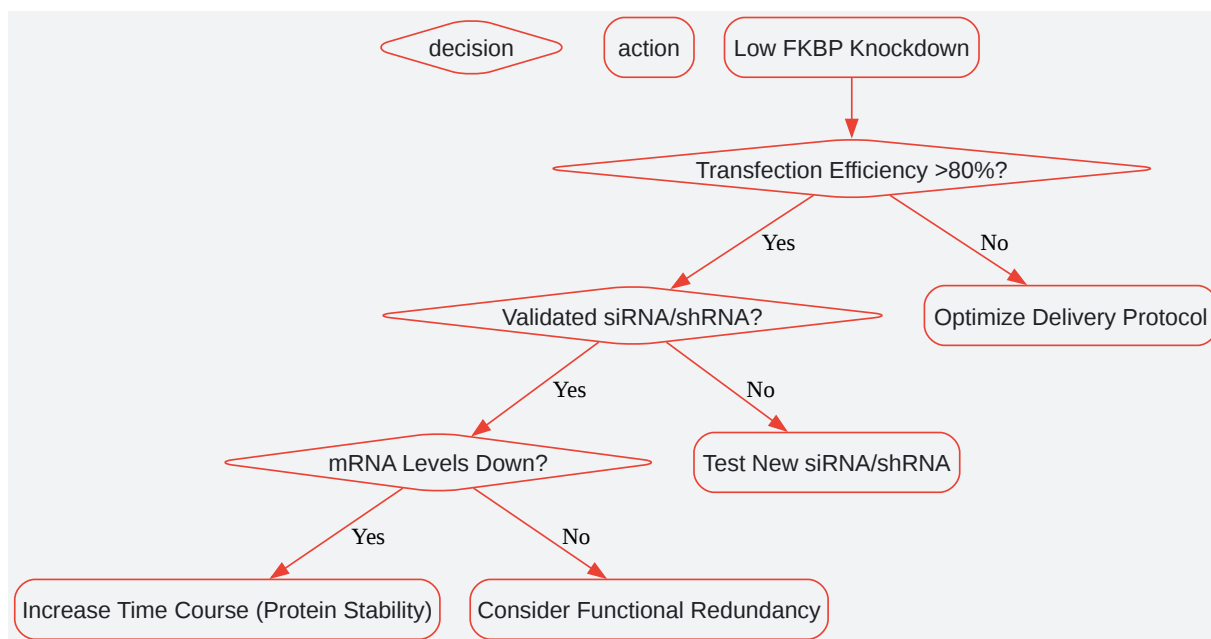 decision
action
Low FKBP Knockdown
Transfection Efficiency >80%?
Yes
No
Validated siRNA/shRNA?
Optimize Delivery Protocol
Yes
No
mRNA Levels Down?
Test New siRNA/shRNA
Yes
No
Increase Time Course (Protein Stability)
Consider Functional Redundancy